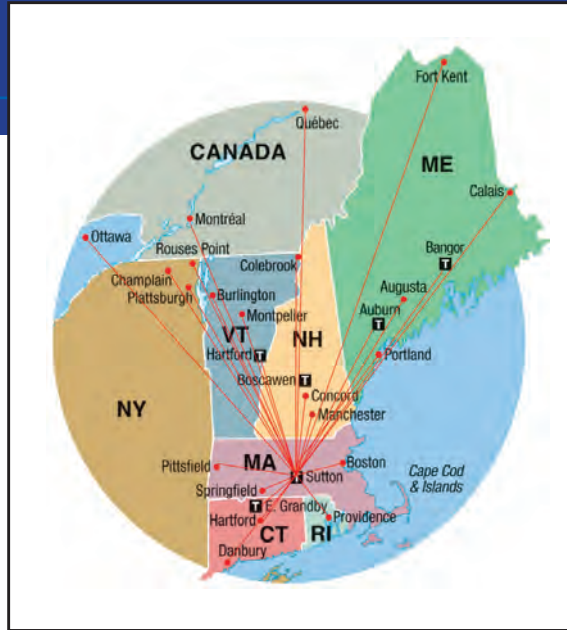 Fort Kent
Québec
CANADA
ME
Calais
Montréal
Ottawa
Rouses Point
Bangor
T
Colebrook
Champlain
Plattsburgh
Burlington
Augusta
Auburn
T
Montpelier
VT
NH
Hartford T
Portland
Boscawen T
Concord
NY
Manchester
MA
Pittsfield
Boston
T Sutton
Cape Cod
& Islands
Springfield
T E. Grandby
Hartford
Providence
CT
RI
Danbury